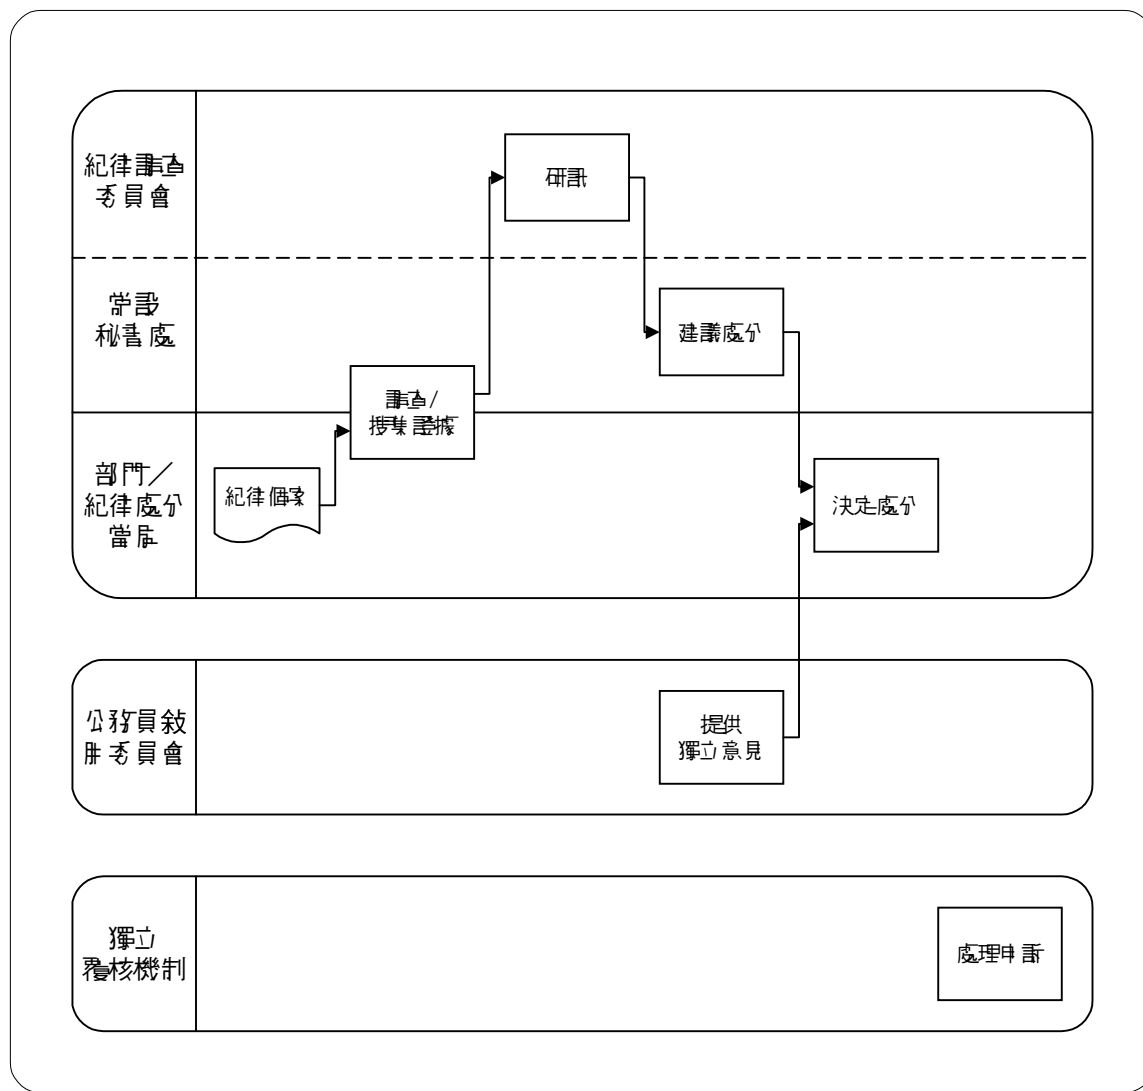 紀律調查
委員會
研訊
常設
秘書處
建議處分
調查/
搜集證據
部門／
紀律處分
當局
紀律個案
決定處分
公務員敍
用委員會
提供
獨立意見
獨立
覆核機制
處理申訴